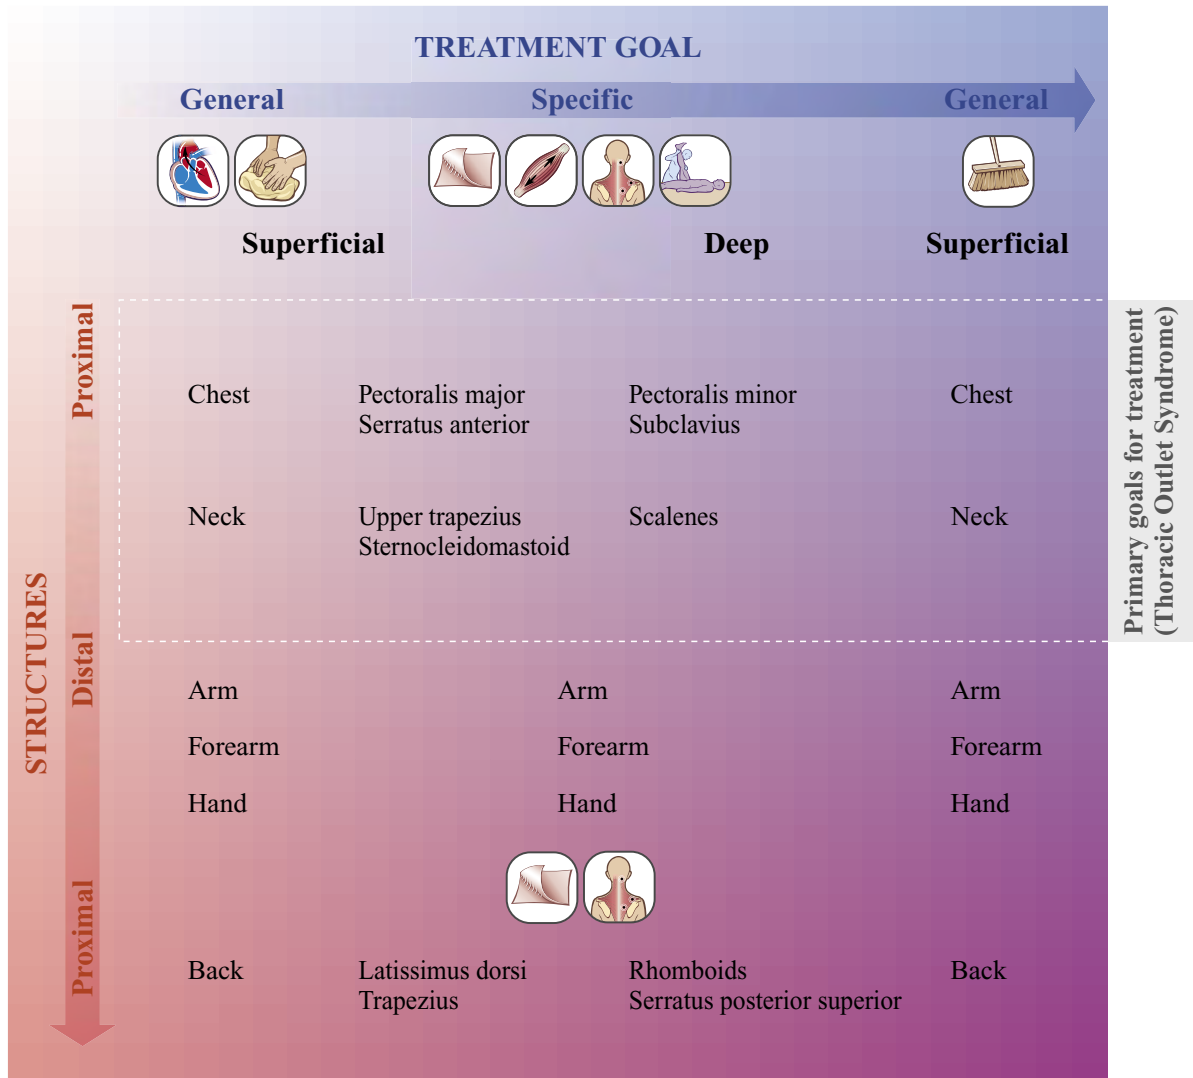 TREATMENT GOAL
General Specific General
Superficial Deep Superficial
STRUCTURES
Proximal
Distal
Proximal
Primary goals for treatment
(Thoracic Outlet Syndrome)
Chest Pectoralis major Pectoralis minor Chest
Serratus anterior Subclavius
Neck Upper trapezius Scalenes Neck
Sternocleidomastoid
Arm Arm Arm
Forearm Forearm Forearm
Hand Hand Hand
Back Latissimus dorsi Rhomboids Back
Trapezius Serratus posterior superior